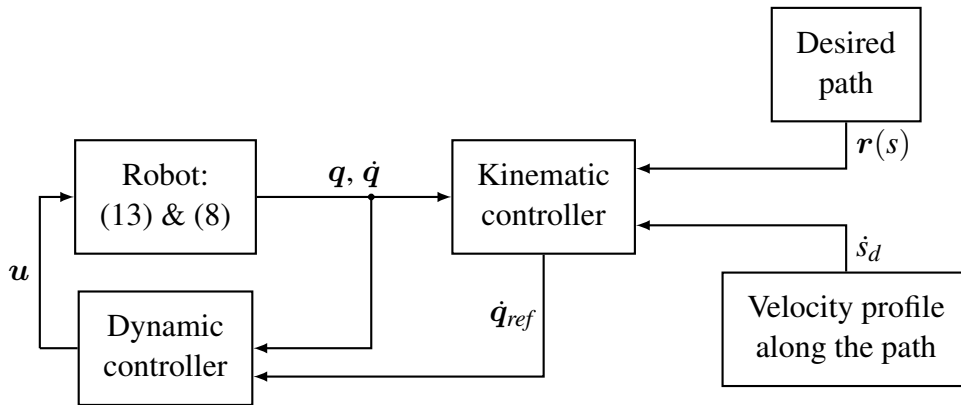 Desired
path
r(s)
Robot:
(13) & (8)
q, q̇
Kinematic
controller
u
ṡ_d
Dynamic
controller
q̇_ref
Velocity profile
along the path